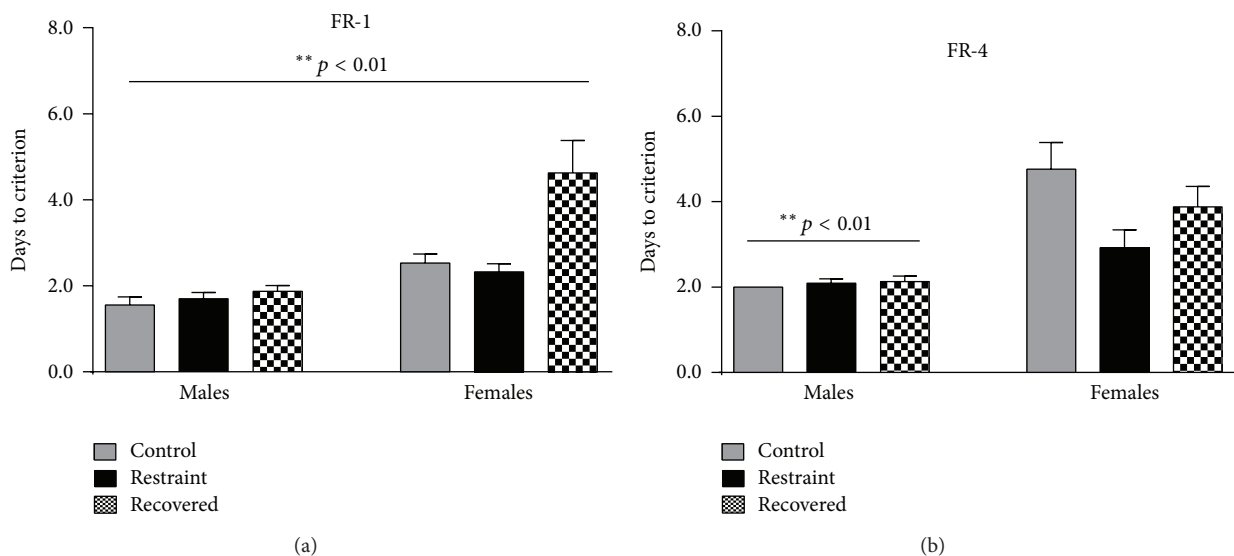 FR-1
** p < 0.01
8.0
6.0
4.0
2.0
0.0
Days to criterion
Males
Females
Control
Restraint
Recovered
(a)
FR-4
** p < 0.01
8.0
6.0
4.0
2.0
0.0
Days to criterion
Males
Females
Control
Restraint
Recovered
(b)